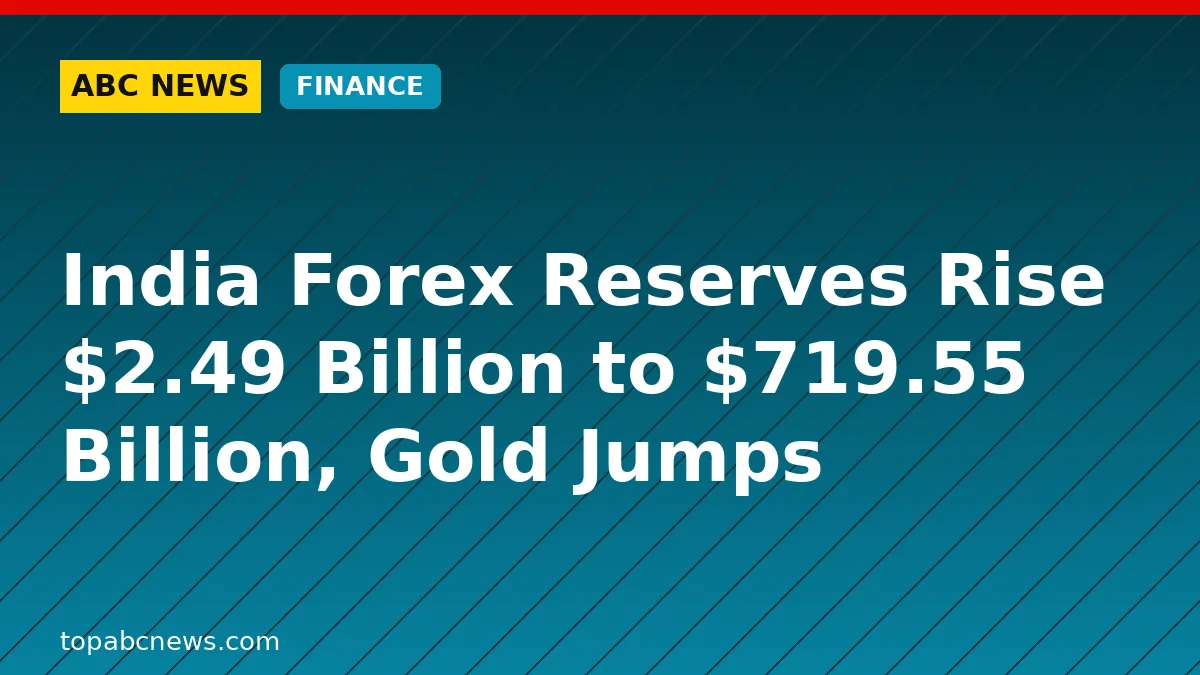 ABC NEWS
FINANCE
India Forex Reserves Rise
$2.49 Billion to $719.55
Billion, Gold Jumps
topabcnews.com